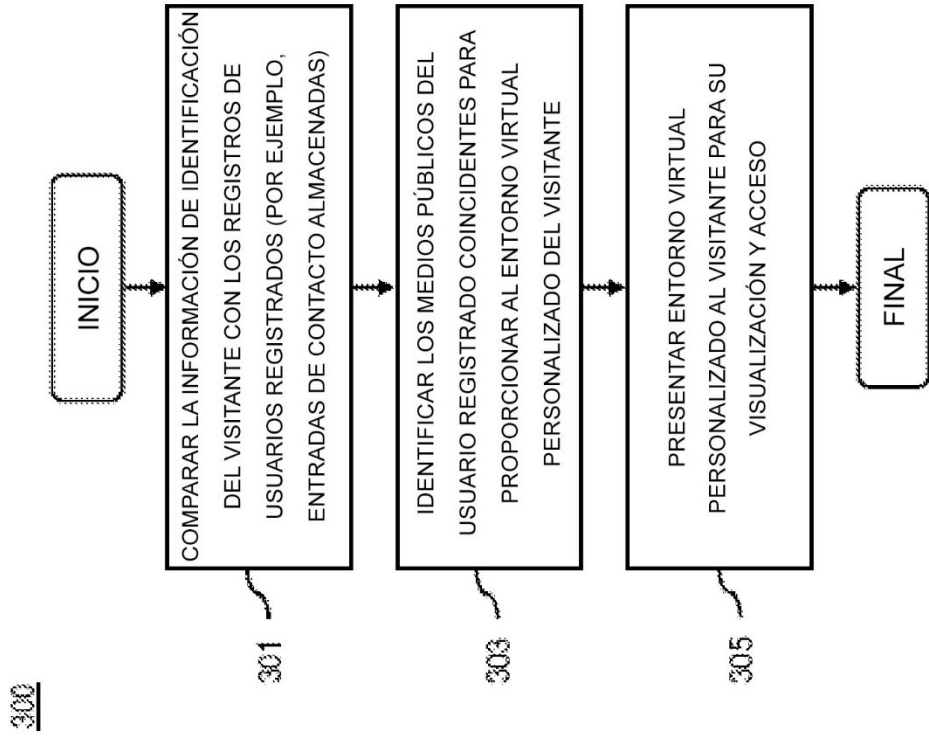 300
INICIO
COMPARAR LA INFORMACIÓN DE IDENTIFICACIÓN
DEL VISITANTE CON LOS REGISTROS DE
USUARIOS REGISTRADOS (POR EJEMPLO,
ENTRADAS DE CONTACTO ALMACENADAS)
301
IDENTIFICAR LOS MEDIOS PÚBLICOS DEL
USUARIO REGISTRADO COINCIDENTES PARA
PROPORCIONAR AL ENTORNO VIRTUAL
PERSONALIZADO DEL VISITANTE
303
PRESENTAR ENTORNO VIRTUAL
PERSONALIZADO AL VISITANTE PARA SU
VISUALIZACIÓN Y ACCESO
305
FINAL